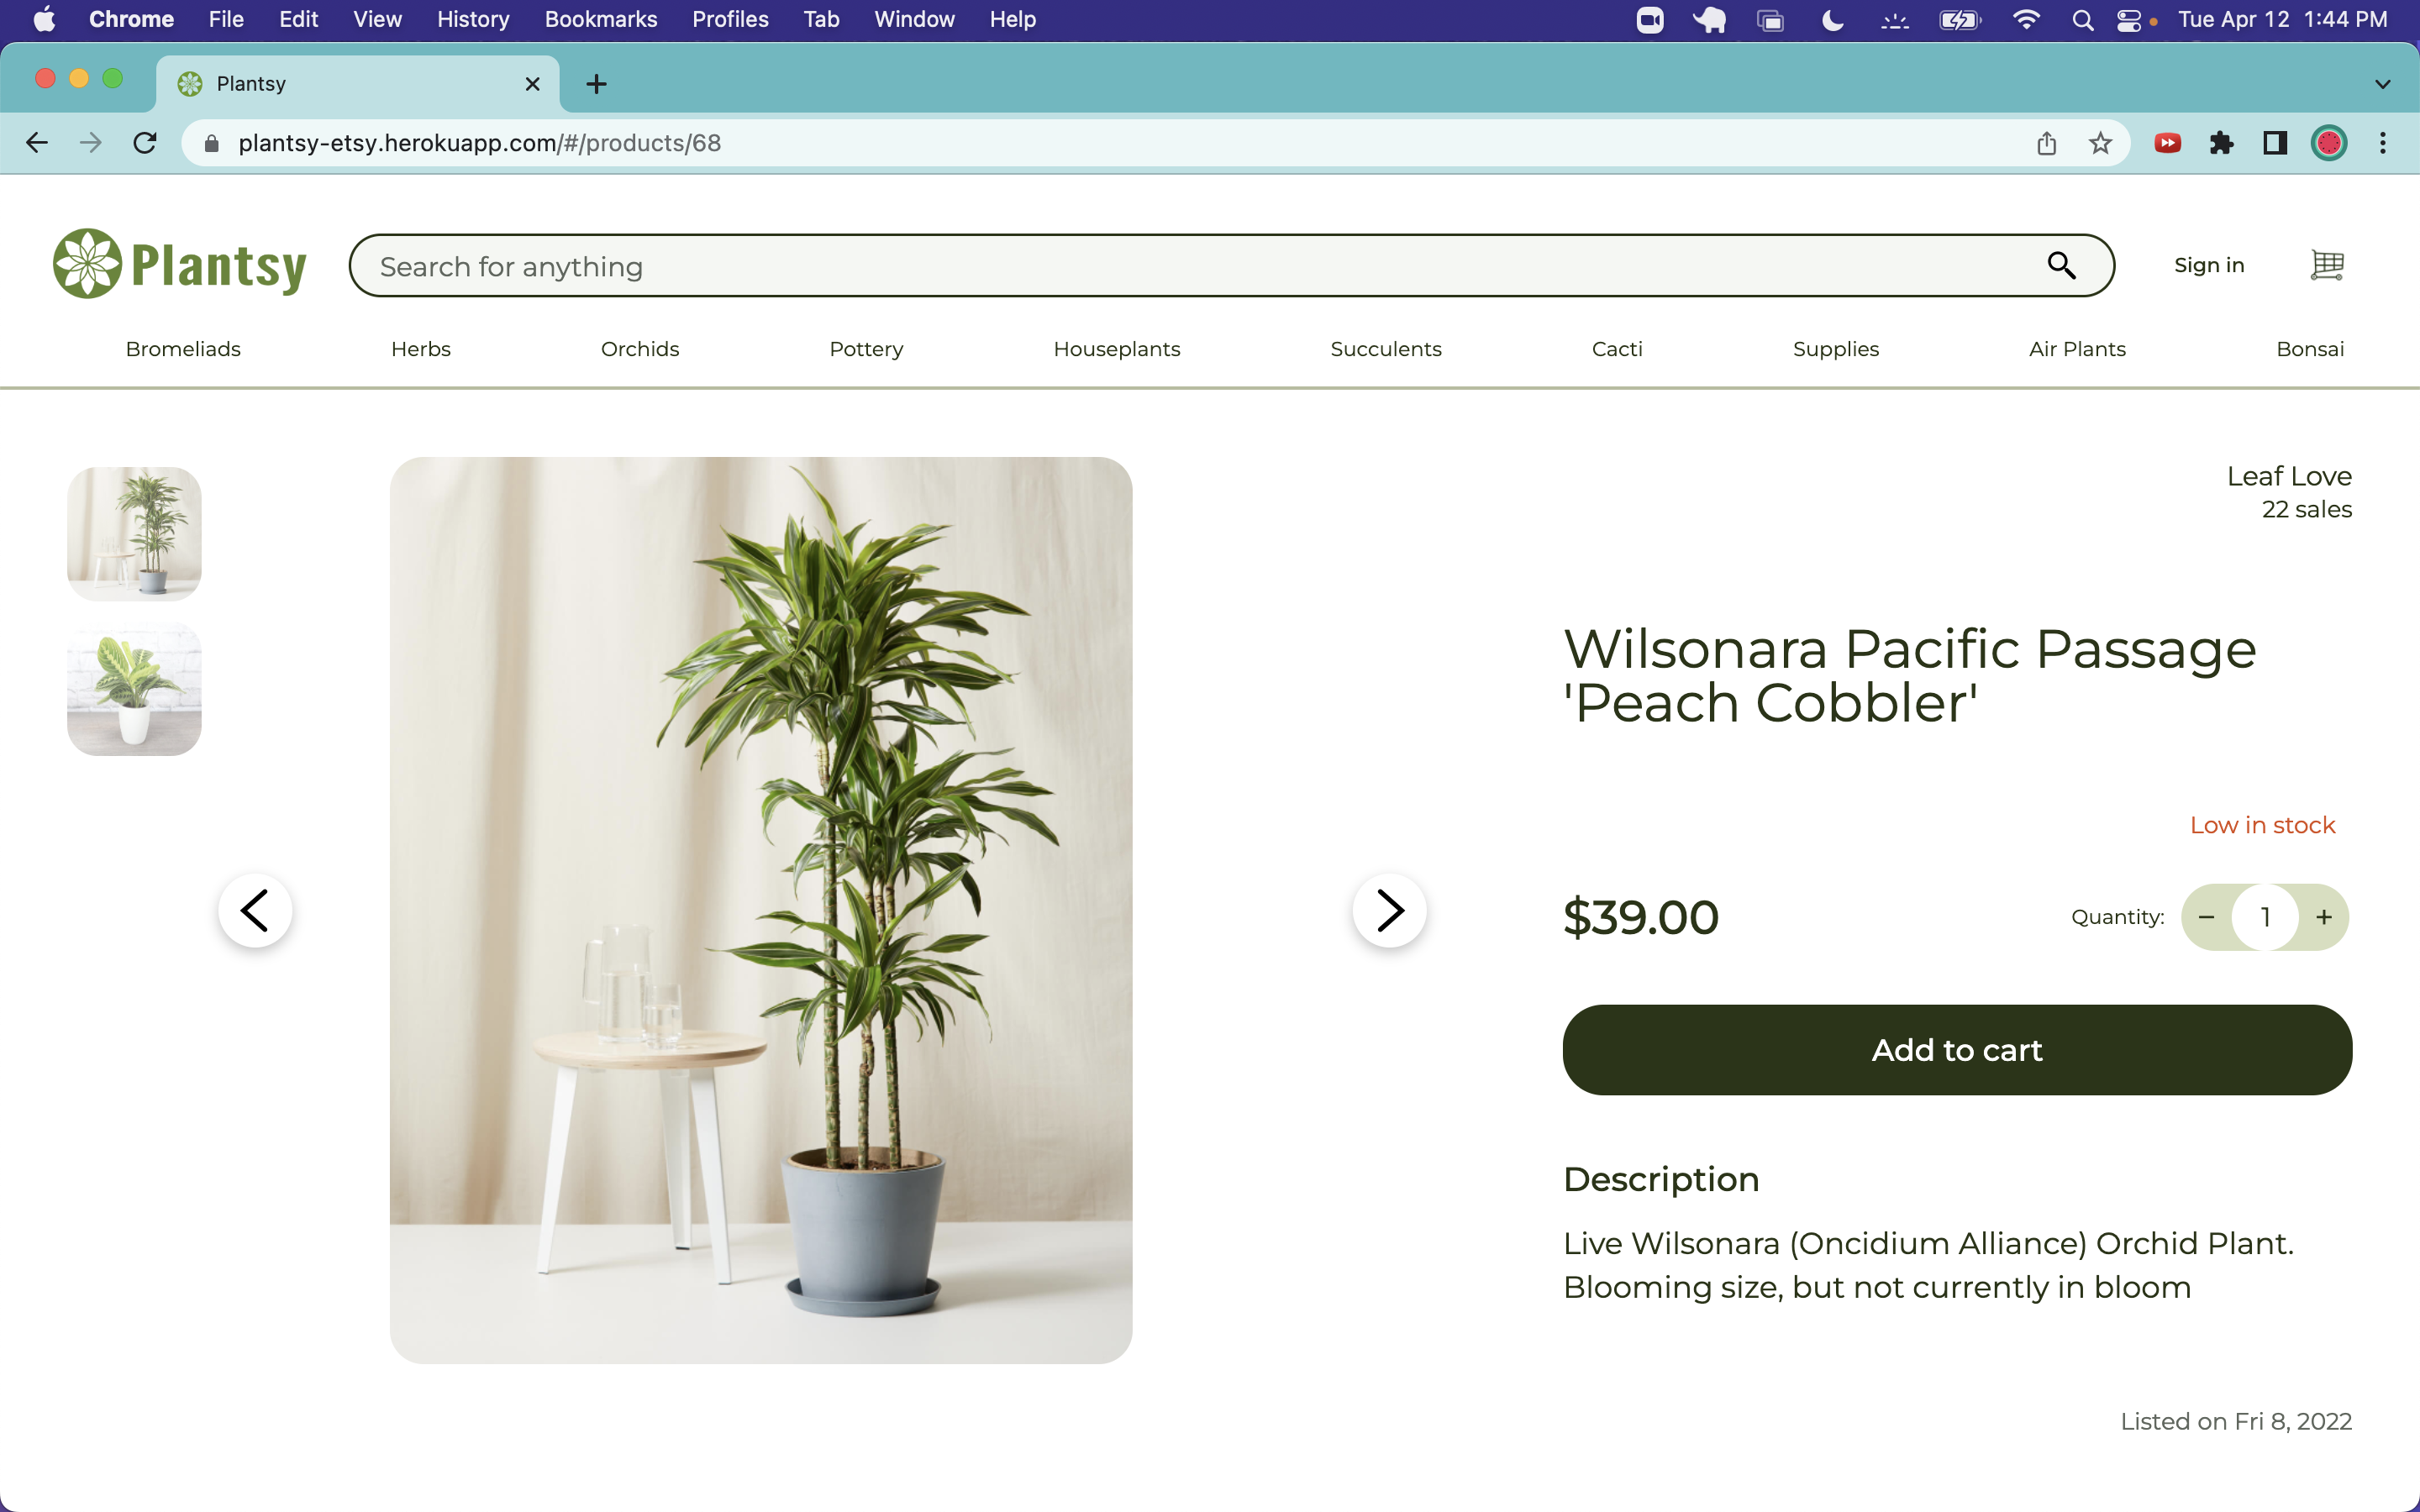 Chrome File Edit View History Bookmarks Profiles Tab Window Help Tue Apr 12 1:44 PM
Plantsy
plantsy-etsy.herokuapp.com/#/products/68
Plantsy
Search for anything
Sign in
Bromeliads Herbs Orchids Pottery Houseplants Succulents Cacti Supplies Air Plants Bonsai
Leaf Love
22 sales
Wilsonara Pacific Passage
'Peach Cobbler'
Low in stock
$39.00 Quantity: − 1 +
Add to cart
Description
Live Wilsonara (Oncidium Alliance) Orchid Plant.
Blooming size, but not currently in bloom
Listed on Fri 8, 2022